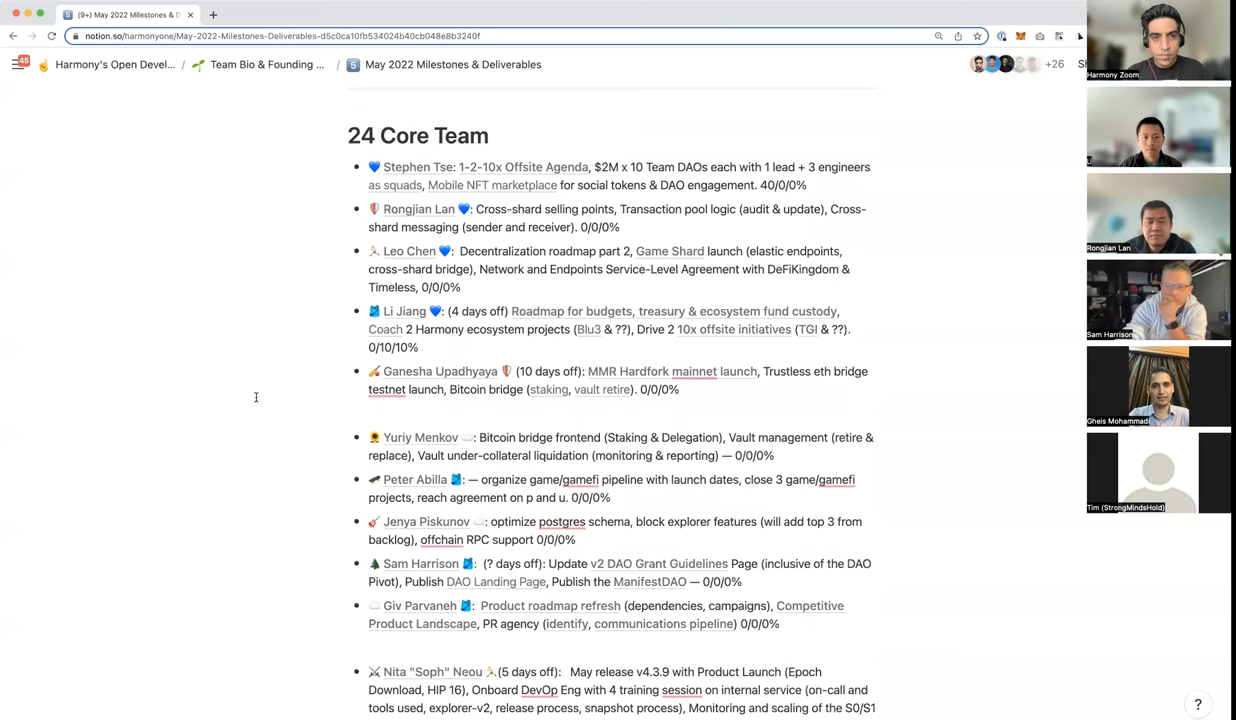 (9+) May 2022 Milestones & D
notion.so/harmonyone/May-2022-Milestones-Deliverables-d5c0ca10fb534024b40cb048e8b3240f
45
Harmony's Open Devel... / Team Bio & Founding ... / May 2022 Milestones & Deliverables
+26
24 Core Team
Stephen Tse: 1-2-10x Offsite Agenda, $2M x 10 Team DAOs each with 1 lead + 3 engineers
as squads, Mobile NFT marketplace for social tokens & DAO engagement. 40/0/0%
Rongjian Lan 💙: Cross-shard selling points, Transaction pool logic (audit & update), Cross-
shard messaging (sender and receiver). 0/0/0%
Leo Chen 💙: Decentralization roadmap part 2, Game Shard launch (elastic endpoints,
cross-shard bridge), Network and Endpoints Service-Level Agreement with DeFiKingdom &
Timeless, 0/0/0%
Li Jiang 💙: (4 days off) Roadmap for budgets, treasury & ecosystem fund custody,
Coach 2 Harmony ecosystem projects (Blu3 & ??), Drive 2 10x offsite initiatives (TGI & ??).
0/10/10%
Ganesha Upadhyaya (10 days off): MMR Hardfork mainnet launch, Trustless eth bridge
testnet launch, Bitcoin bridge (staking, vault retire). 0/0/0%
Yuriy Menkov : Bitcoin bridge frontend (Staking & Delegation), Vault management (retire &
replace), Vault under-collateral liquidation (monitoring & reporting) — 0/0/0%
Peter Abilla : — organize game/gamefi pipeline with launch dates, close 3 game/gamefi
projects, reach agreement on p and u. 0/0/0%
Jenya Piskunov : optimize postgres schema, block explorer features (will add top 3 from
backlog), offchain RPC support 0/0/0%
Sam Harrison : (? days off): Update v2 DAO Grant Guidelines Page (inclusive of the DAO
Pivot), Publish DAO Landing Page, Publish the ManifestDAO — 0/0/0%
Giv Parvaneh : Product roadmap refresh (dependencies, campaigns), Competitive
Product Landscape, PR agency (identify, communications pipeline) 0/0/0%
Nita "Soph" Neou (5 days off): May release v4.3.9 with Product Launch (Epoch
Download, HIP 16), Onboard DevOp Eng with 4 training session on internal service (on-call and
tools used, explorer-v2, release process, snapshot process), Monitoring and scaling of the S0/S1
Harmony Zoom
Rongjian Lan
Sam Harrison
Gheis Mohammadi
Tim (StrongMindsHold)
?